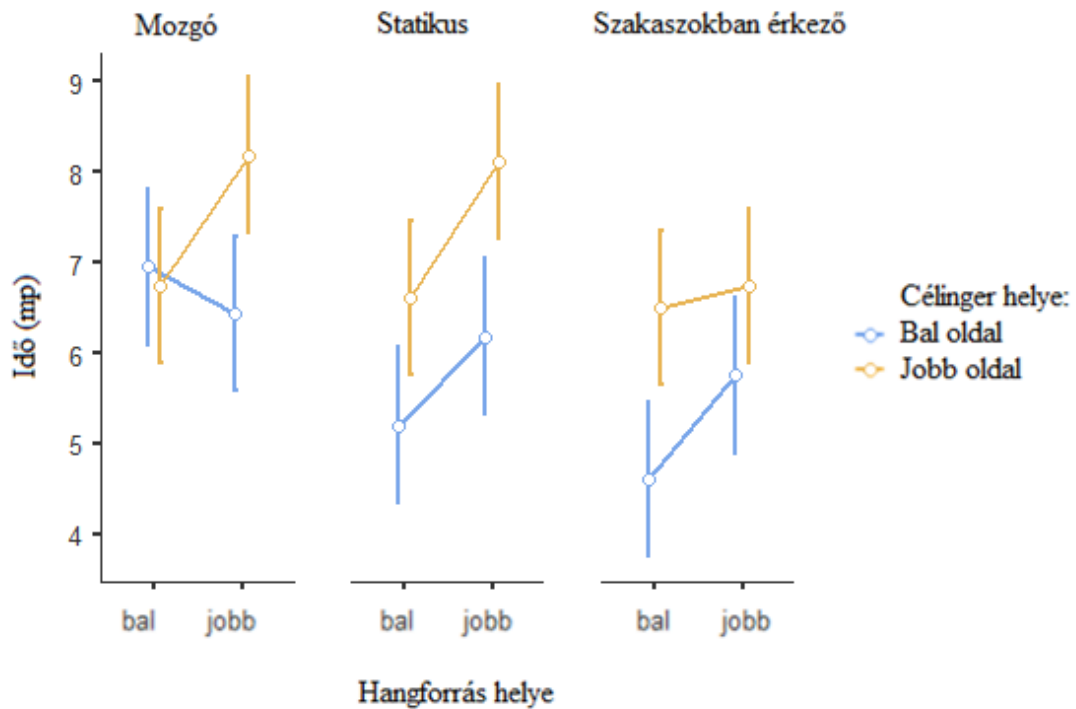 Mozgó
Statikus
Szakaszokban érkező
9
8
7
6
5
4
Idő (mp)
bal
jobb
bal
jobb
bal
jobb
Hangforrás helye
Célinger helye:
Bal oldal
Jobb oldal